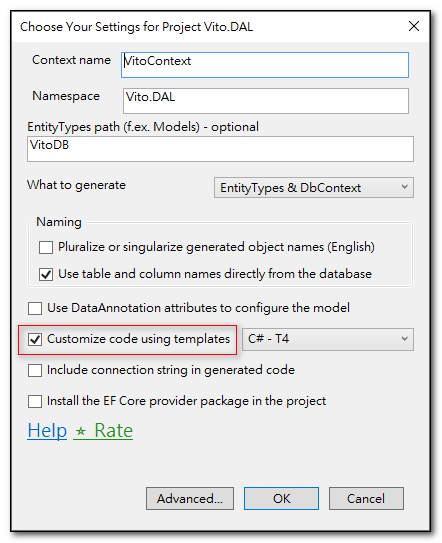 Choose Your Settings for Project Vito.DAL
Context name VitoContext
Namespace Vito.DAL
EntityTypes path (f.ex. Models) - optional
VitoDB
What to generate EntityTypes & DbContext
Naming
Pluralize or singularize generated object names (English)
Use table and column names directly from the database
Use DataAnnotation attributes to configure the model
Customize code using templates C# - T4
Include connection string in generated code
Install the EF Core provider package in the project
Help ★ Rate
Advanced... OK Cancel